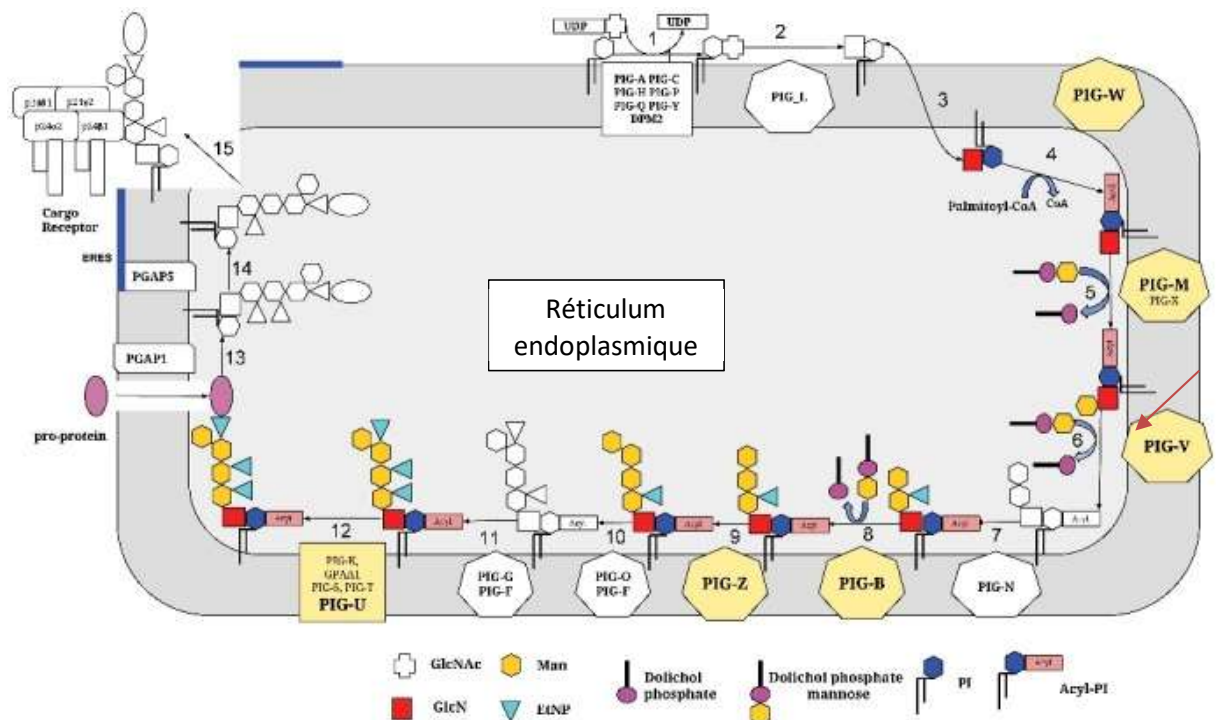 UDP
UDP
1
2
PIG-A PIG-C
PIG-H PIG-P
PIG-Q PIG-Y
DPM2
PIG_L
PIG-W
3
4
Palmitoyl-CoA
CoA
Acyl
15
Cargo
Receptor
ERES
PGAP5
14
Réticulum
endoplasmique
5
PIG-M
PIG-X
Acyl
PGAP1
13
pro-protein
6
PIG-V
Acyl
Acyl
Acyl
Acyl
Acyl
Acyl
Acyl
12
11
10
9
8
7
PIG-K,
GPAA1,
PIG-S, PIG-T
PIG-U
PIG-G
PIG-F
PIG-O
PIG-F
PIG-Z
PIG-B
PIG-N
GlcNAc
Man
Dolichol
phosphate
Dolichol phosphate
mannose
PI
Acyl
Acyl-PI
GlcN
EtNP